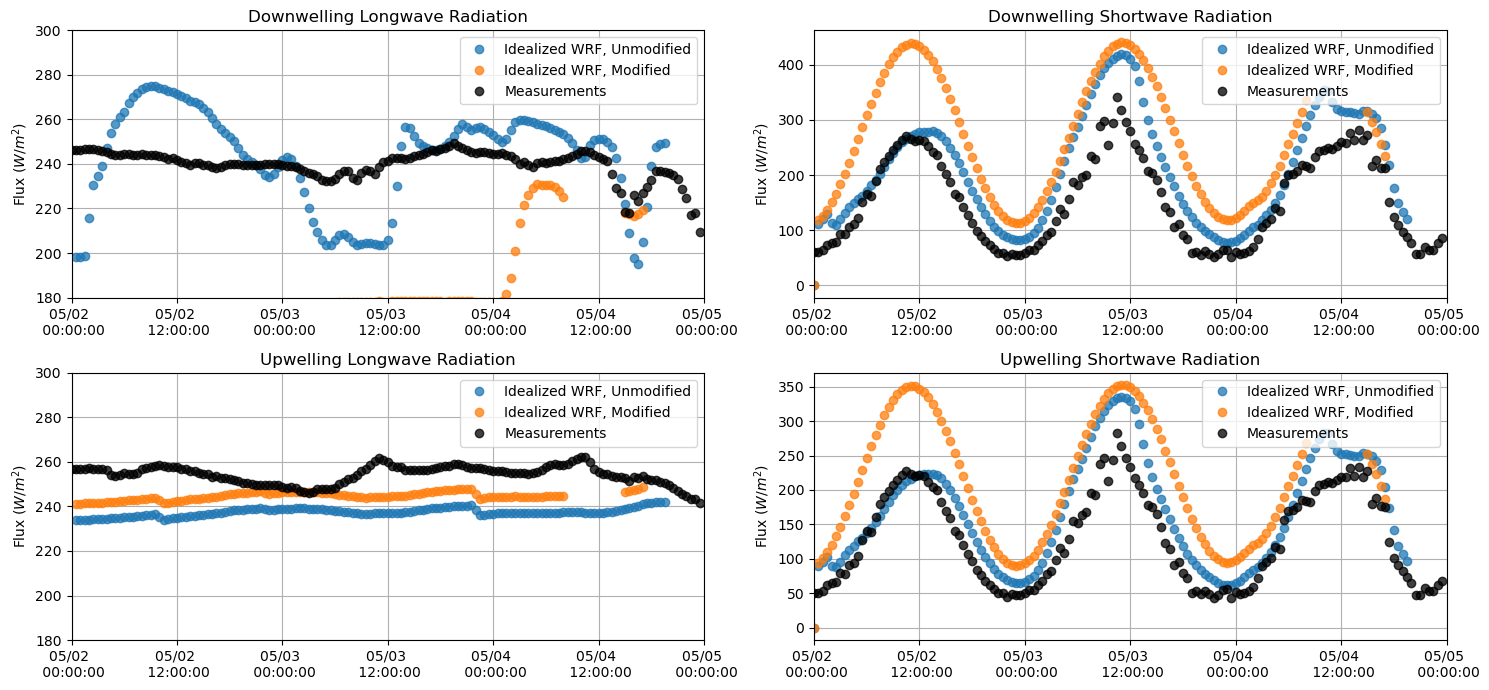 Downwelling Longwave Radiation
300
280
260
240
220
200
180
Flux (W/m²)
Idealized WRF, Unmodified
Idealized WRF, Modified
Measurements
05/02 05/02 05/03 05/03 05/04 05/04 05/05
00:00:00 12:00:00 00:00:00 12:00:00 00:00:00 12:00:00 00:00:00
Downwelling Shortwave Radiation
400
300
200
100
0
Flux (W/m²)
Idealized WRF, Unmodified
Idealized WRF, Modified
Measurements
05/02 05/02 05/03 05/03 05/04 05/04 05/05
00:00:00 12:00:00 00:00:00 12:00:00 00:00:00 12:00:00 00:00:00
Upwelling Longwave Radiation
300
280
260
240
220
200
180
Flux (W/m²)
Idealized WRF, Unmodified
Idealized WRF, Modified
Measurements
05/02 05/02 05/03 05/03 05/04 05/04 05/05
00:00:00 12:00:00 00:00:00 12:00:00 00:00:00 12:00:00 00:00:00
Upwelling Shortwave Radiation
350
300
250
200
150
100
50
0
Flux (W/m²)
Idealized WRF, Unmodified
Idealized WRF, Modified
Measurements
05/02 05/02 05/03 05/03 05/04 05/04 05/05
00:00:00 12:00:00 00:00:00 12:00:00 00:00:00 12:00:00 00:00:00